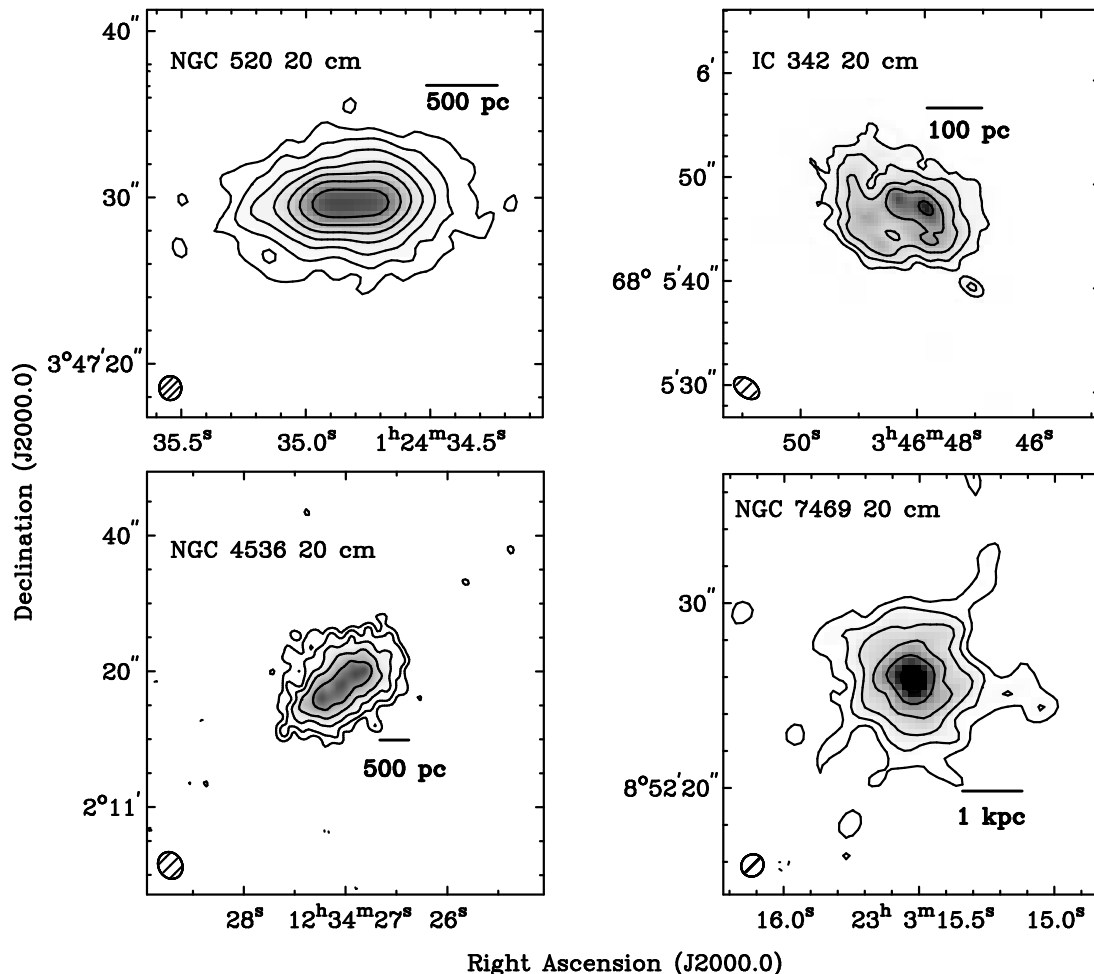 NGC 520 20 cm
500 pc
40"
30"
3°47'20"
35.5s
35.0s
1h24m34.5s
IC 342 20 cm
100 pc
6'
50"
68° 5'40"
5'30"
50s
3h46m48s
46s
NGC 4536 20 cm
500 pc
40"
20"
2°11'
28s
12h34m27s
26s
NGC 7469 20 cm
1 kpc
30"
8°52'20"
16.0s
23h 3m15.5s
15.0s
Declination (J2000.0)
Right Ascension (J2000.0)